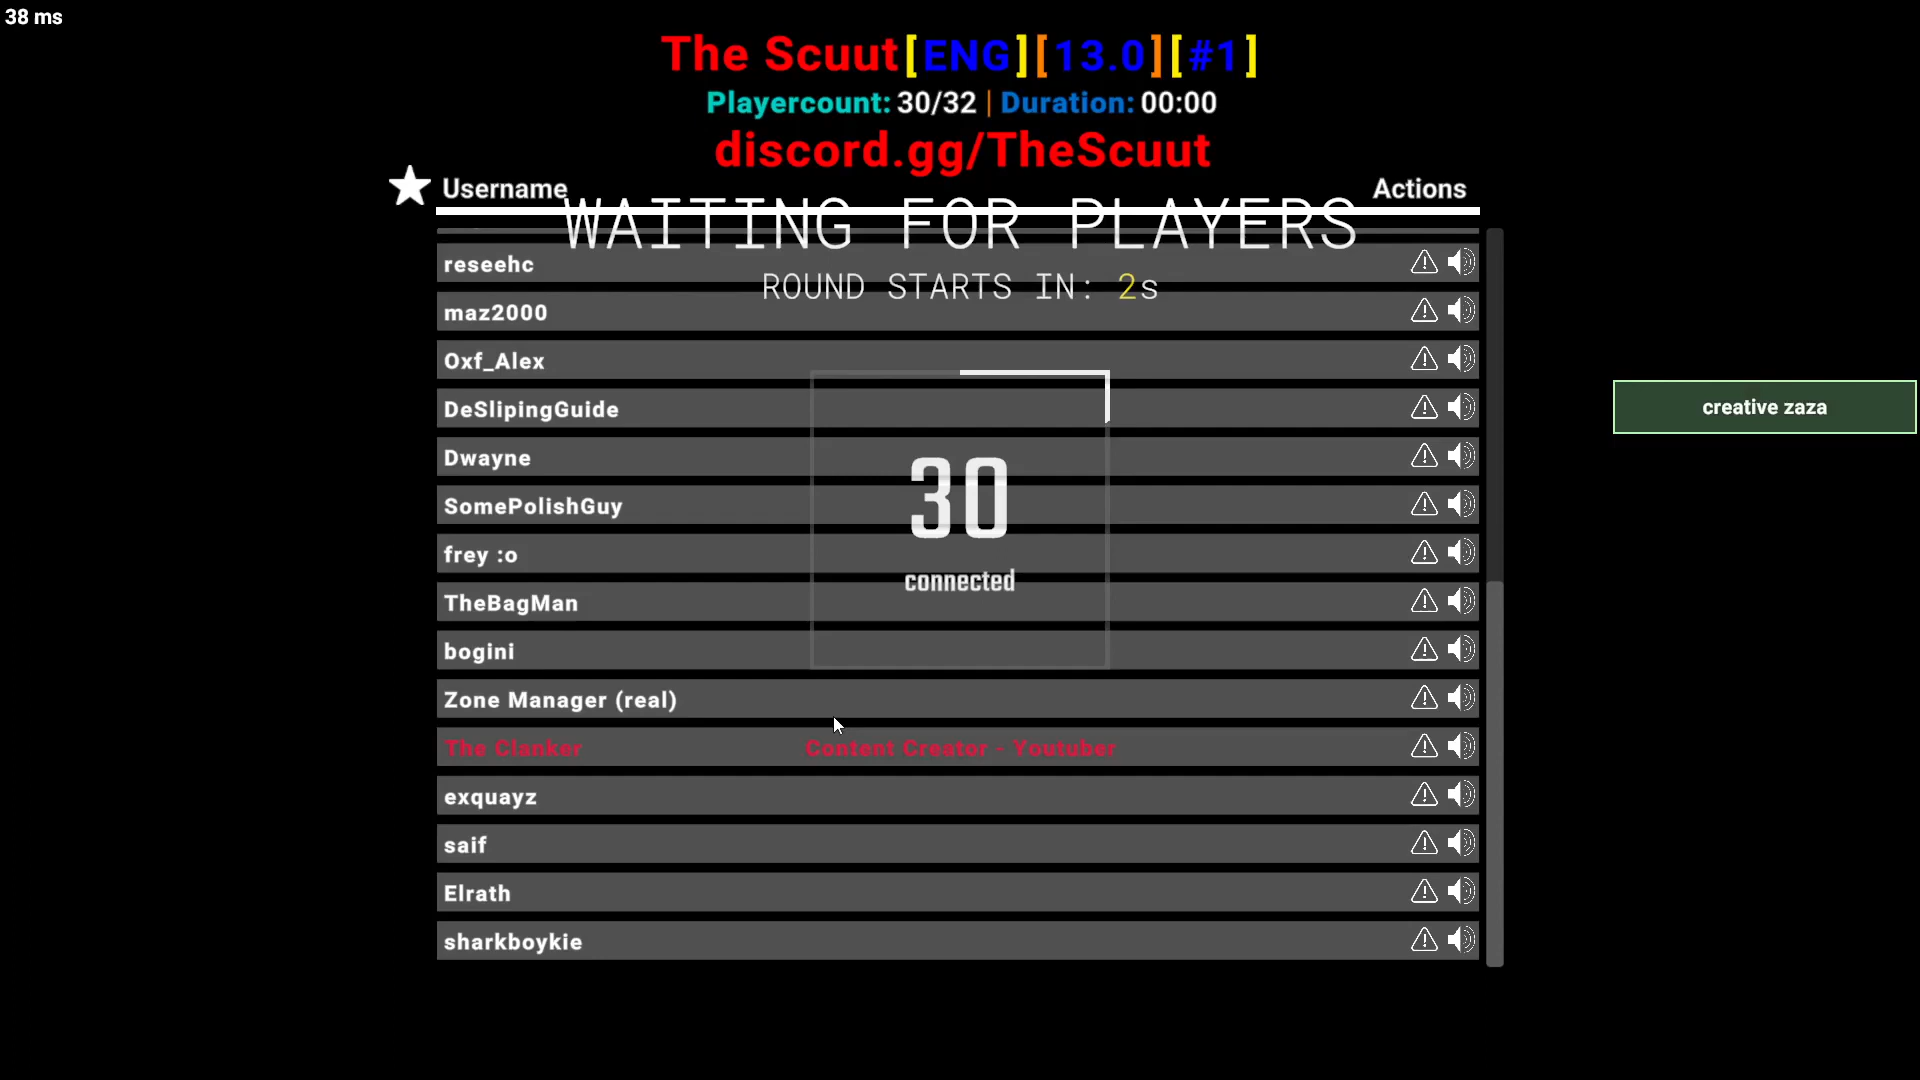 38 ms
The Scuut[ENG][13.0][#1]
Playercount: 30/32 | Duration: 00:00
discord.gg/TheScuut
Username
Actions
WAITING FOR PLAYERS
reseehc
ROUND STARTS IN: 2s
maz2000
Oxf_Alex
DeSlipingGuide
creative zaza
Dwayne
30
SomePolishGuy
frey :o
connected
TheBagMan
bogini
Zone Manager (real)
The Clanker Content Creator - Youtuber
exquayz
saif
Elrath
sharkboykie